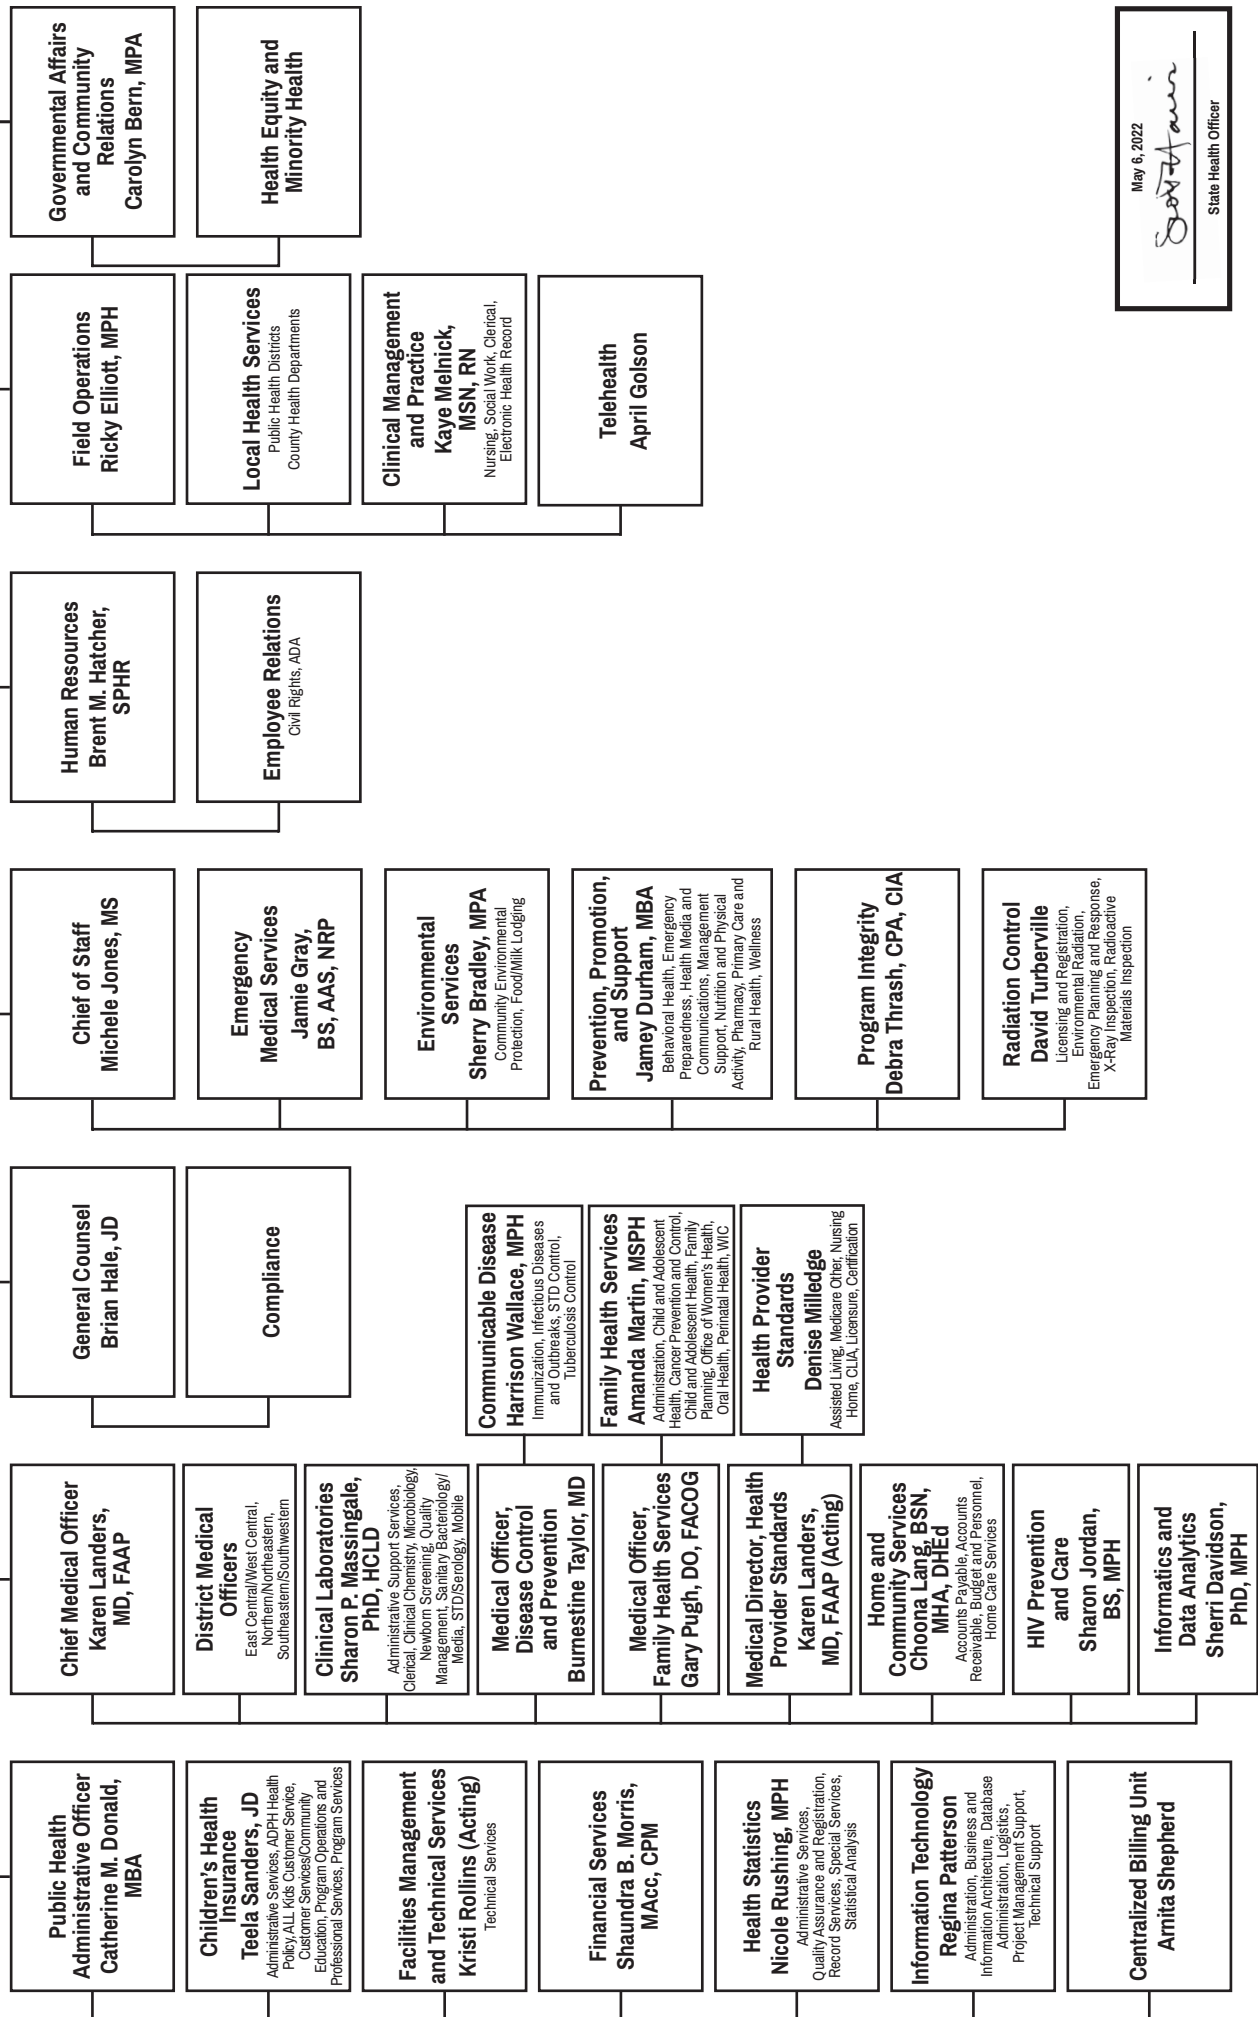 Public Health
Administrative Officer
Catherine M. Donald,
MBA
Children's Health
Insurance
Teela Sanders, JD
Administrative Services, ADPH Health
Policy, ALL Kids Customer Service,
Customer Services/Community
Education, Program Operations and
Professional Services, Program Services
Facilities Management
and Technical Services
Kristi Rollins (Acting)
Technical Services
Financial Services
Shaundra B. Morris,
MAcc, CPM
Health Statistics
Nicole Rushing, MPH
Administrative Services,
Quality Assurance and Registration,
Record Services, Special Services,
Statistical Analysis
Information Technology
Regina Patterson
Administration, Business and
Information Architecture, Database
Administration, Logistics,
Project Management Support,
Technical Support
Centralized Billing Unit
Arnita Shepherd
Chief Medical Officer
Karen Landers,
MD, FAAP
District Medical
Officers
East Central/West Central,
Northern/Northeastern,
Southeastern/Southwestern
Clinical Laboratories
Sharon P. Massingale,
PhD, HCLD
Administrative Support Services,
Clerical, Clinical Chemistry, Microbiology,
Newborn Screening, Quality
Management, Sanitary Bacteriology/
Media, STD/Serology, Mobile
Medical Officer,
Disease Control
and Prevention
Burnestine Taylor, MD
Medical Officer,
Family Health Services
Gary Pugh, DO, FACOG
Medical Director, Health
Provider Standards
Karen Landers,
MD, FAAP (Acting)
Home and
Community Services
Choona Lang, BSN,
MHA, DHEd
Accounts Payable, Accounts
Receivable, Budget and Personnel,
Home Care Services
HIV Prevention
and Care
Sharon Jordan,
BS, MPH
Informatics and
Data Analytics
Sherri Davidson,
PhD, MPH
Communicable Disease
Harrison Wallace, MPH
Immunization, Infectious Diseases
and Outbreaks, STD Control,
Tuberculosis Control
Family Health Services
Amanda Martin, MSPH
Administration, Child and Adolescent
Health, Cancer Prevention and Control,
Child and Adolescent Health, Family
Planning, Office of Women's Health,
Oral Health, Perinatal Health, WIC
Health Provider
Standards
Denise Milledge
Assisted Living, Medicare Other, Nursing
Home, CLIA, Licensure, Certification
General Counsel
Brian Hale, JD
Compliance
Chief of Staff
Michele Jones, MS
Emergency
Medical Services
Jamie Gray,
BS, AAS, NRP
Environmental
Services
Sherry Bradley, MPA
Community Environmental
Protection, Food/Milk Lodging
Prevention, Promotion,
and Support
Jamey Durham, MBA
Behavioral Health, Emergency
Preparedness, Health Media and
Communications, Management
Support, Nutrition and Physical
Activity, Pharmacy, Primary Care and
Rural Health, Wellness
Program Integrity
Debra Thrash, CPA, CIA
Radiation Control
David Turberville
Licensing and Registration,
Environmental Radiation,
Emergency Planning and Response,
X-Ray Inspection, Radioactive
Materials Inspection
Human Resources
Brent M. Hatcher,
SPHR
Employee Relations
Civil Rights, ADA
Field Operations
Ricky Elliott, MPH
Local Health Services
Public Health Districts
County Health Departments
Clinical Management
and Practice
Kaye Melnick,
MSN, RN
Nursing, Social Work, Clerical,
Electronic Health Record
Telehealth
April Golson
Governmental Affairs
and Community
Relations
Carolyn Bern, MPA
Health Equity and
Minority Health
May 6, 2022
Scott Harris
State Health Officer